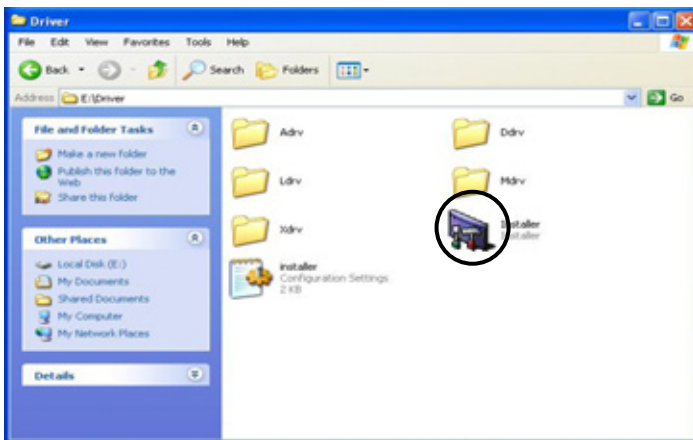 Driver
File Edit View Favorites Tools Help
Back Search Folders
Address E:\Driver Go
File and Folder Tasks
Make a new folder
Publish this folder to the
Web
Share this folder
Other Places
Local Disk (E:)
My Documents
Shared Documents
My Computer
My Network Places
Details
Adrv
Ddrv
Ldrv
Mdrv
Xdrv
Installer
Installer
installer
Configuration Settings
2 KB